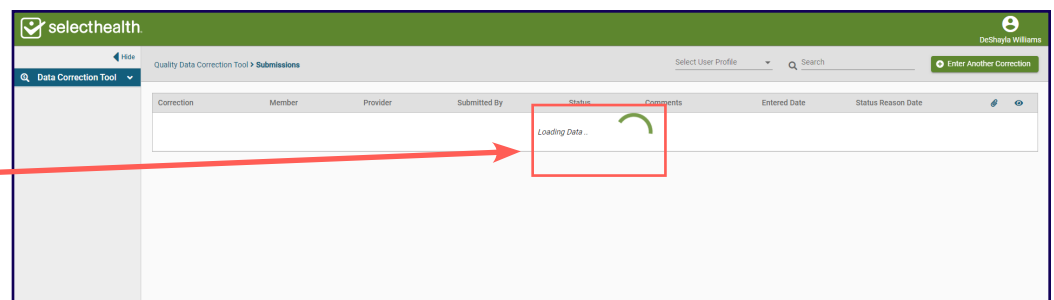 selecthealth.
DeShayla Williams
Hide
Data Correction Tool
Quality Data Correction Tool > Submissions
Select User Profile
Search
Enter Another Correction
Correction Member Provider Submitted By Status Comments Entered Date Status Reason Date
Loading Data ..